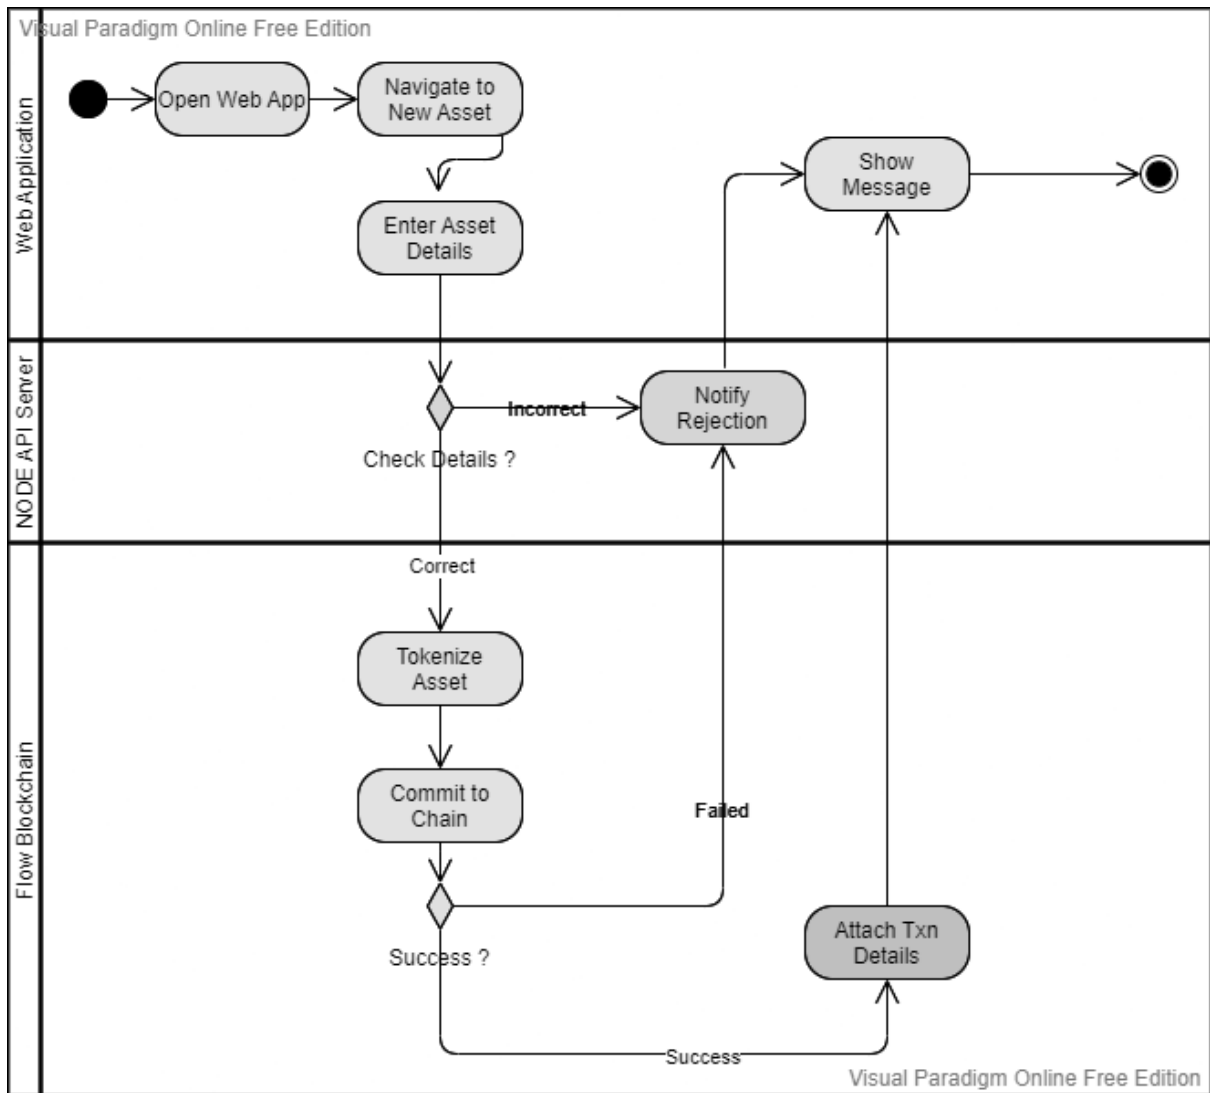 Visual Paradigm Online Free Edition
Web Application
Open Web App
Navigate to
New Asset
Enter Asset
Details
Show
Message
NODE API Server
Check Details ?
Incorrect
Notify
Rejection
Flow Blockchain
Correct
Tokenize
Asset
Commit to
Chain
Failed
Success ?
Attach Txn
Details
Success
Visual Paradigm Online Free Edition